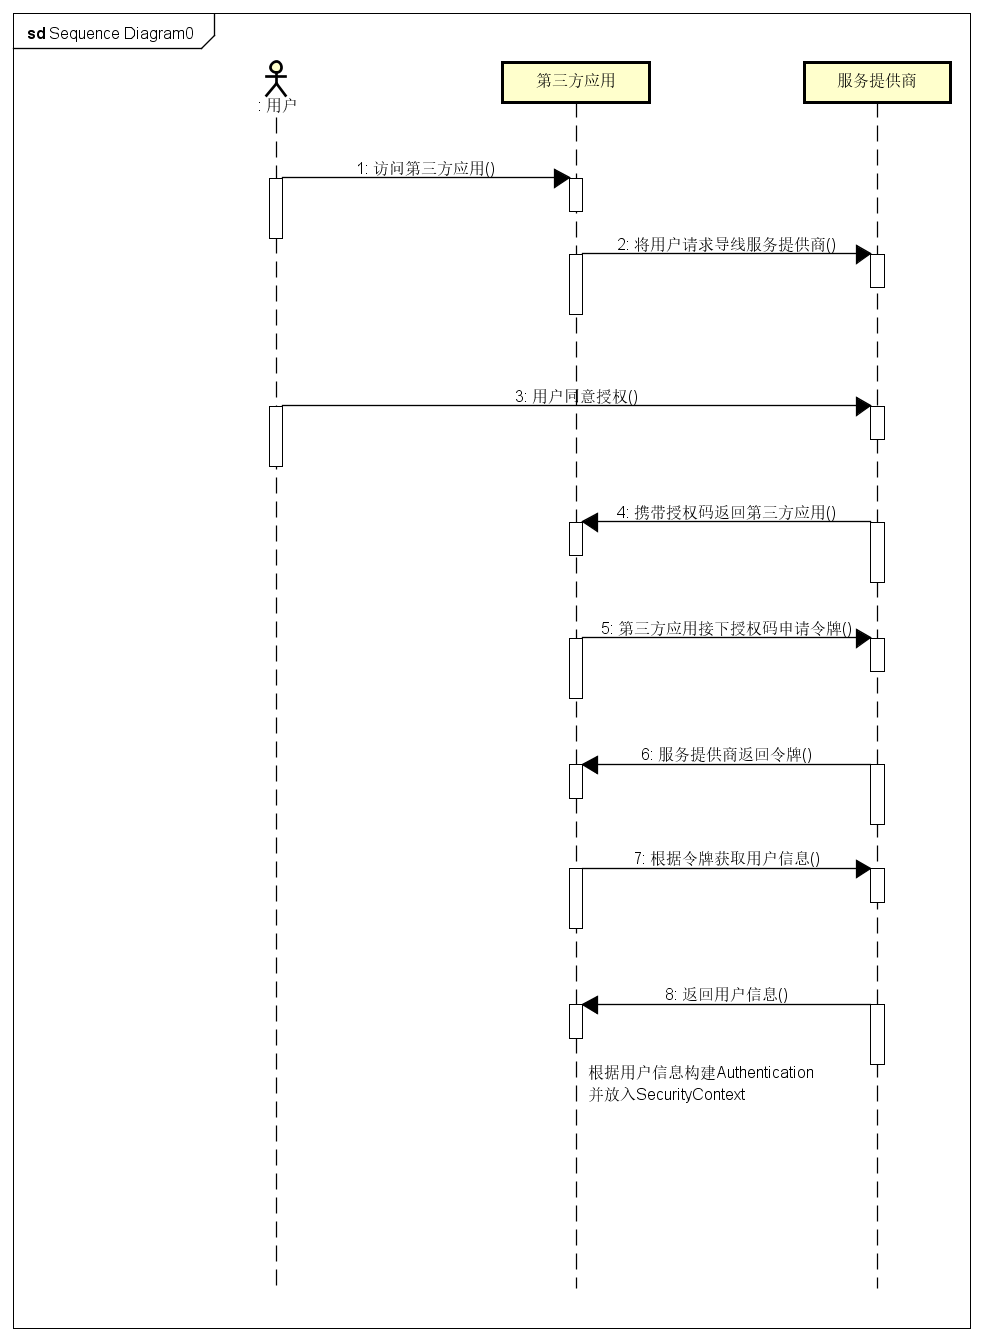 sd Sequence Diagram0
: 用户
第三方应用
服务提供商
1: 访问第三方应用()
2: 将用户请求导线服务提供商()
3: 用户同意授权()
4: 携带授权码返回第三方应用()
5: 第三方应用接下授权码申请令牌()
6: 服务提供商返回令牌()
7: 根据令牌获取用户信息()
8: 返回用户信息()
根据用户信息构建Authentication
并放入SecurityContext